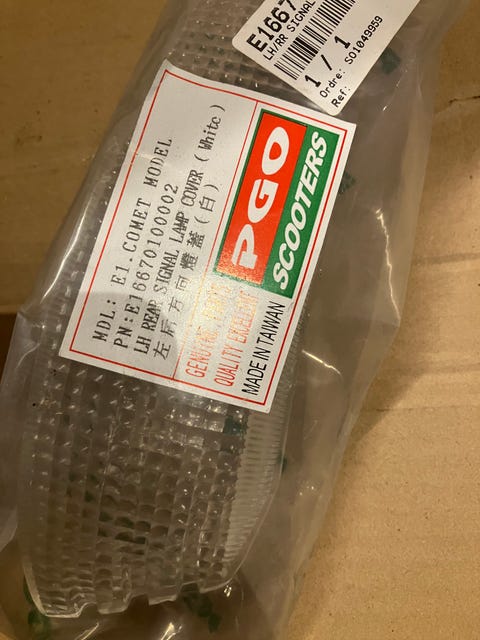 E1667
LH/RR SIGNAL
1 / 1
Ordre: SO1049959
Ref:
MDL: E1.COMET MODEL
PN:E16670100002
LH REAR SIGNAL LAMP COVER (White)
左后方向燈蓋(白)
PGO
SCOOTERS
GENUINE PARTS
QUALITY EXCELLENT
MADE IN TAIWAN